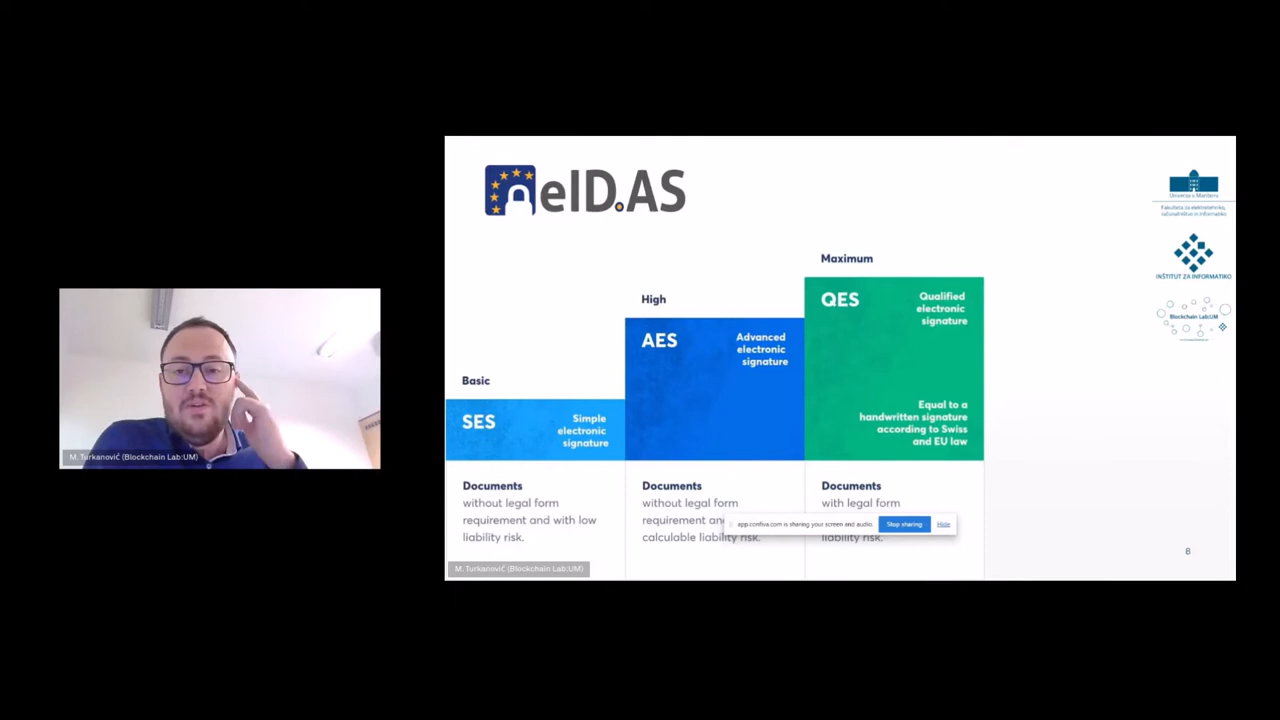 eID.AS
Univerza v Mariboru
Fakulteta za elektrotehniko,
računalništvo in informatiko
INŠTITUT ZA INFORMATIKO
Blockchain Lab:UM
Maximum
QES
Qualified
electronic
signature
Equal to a
handwritten signature
according to Swiss
and EU law
High
AES
Advanced
electronic
signature
Basic
SES
Simple
electronic
signature
Documents
without legal form
requirement and with low
liability risk.
Documents
without legal form
requirement and
calculable liability risk.
Documents
with legal form
liability risk.
app.confiva.com is sharing your screen and audio.
Stop sharing
Hide
8
M. Turkanović (Blockchain Lab:UM)
M. Turkanović (Blockchain Lab:UM)